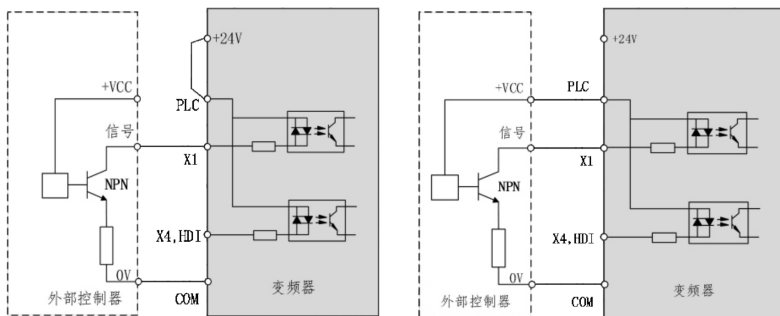 +24V
+VCC
PLC
信号
X1
NPN
X4,HDI
0V
COM
外部控制器
变频器
+24V
+VCC
PLC
信号
X1
NPN
X4,HDI
0V
COM
外部控制器
变频器